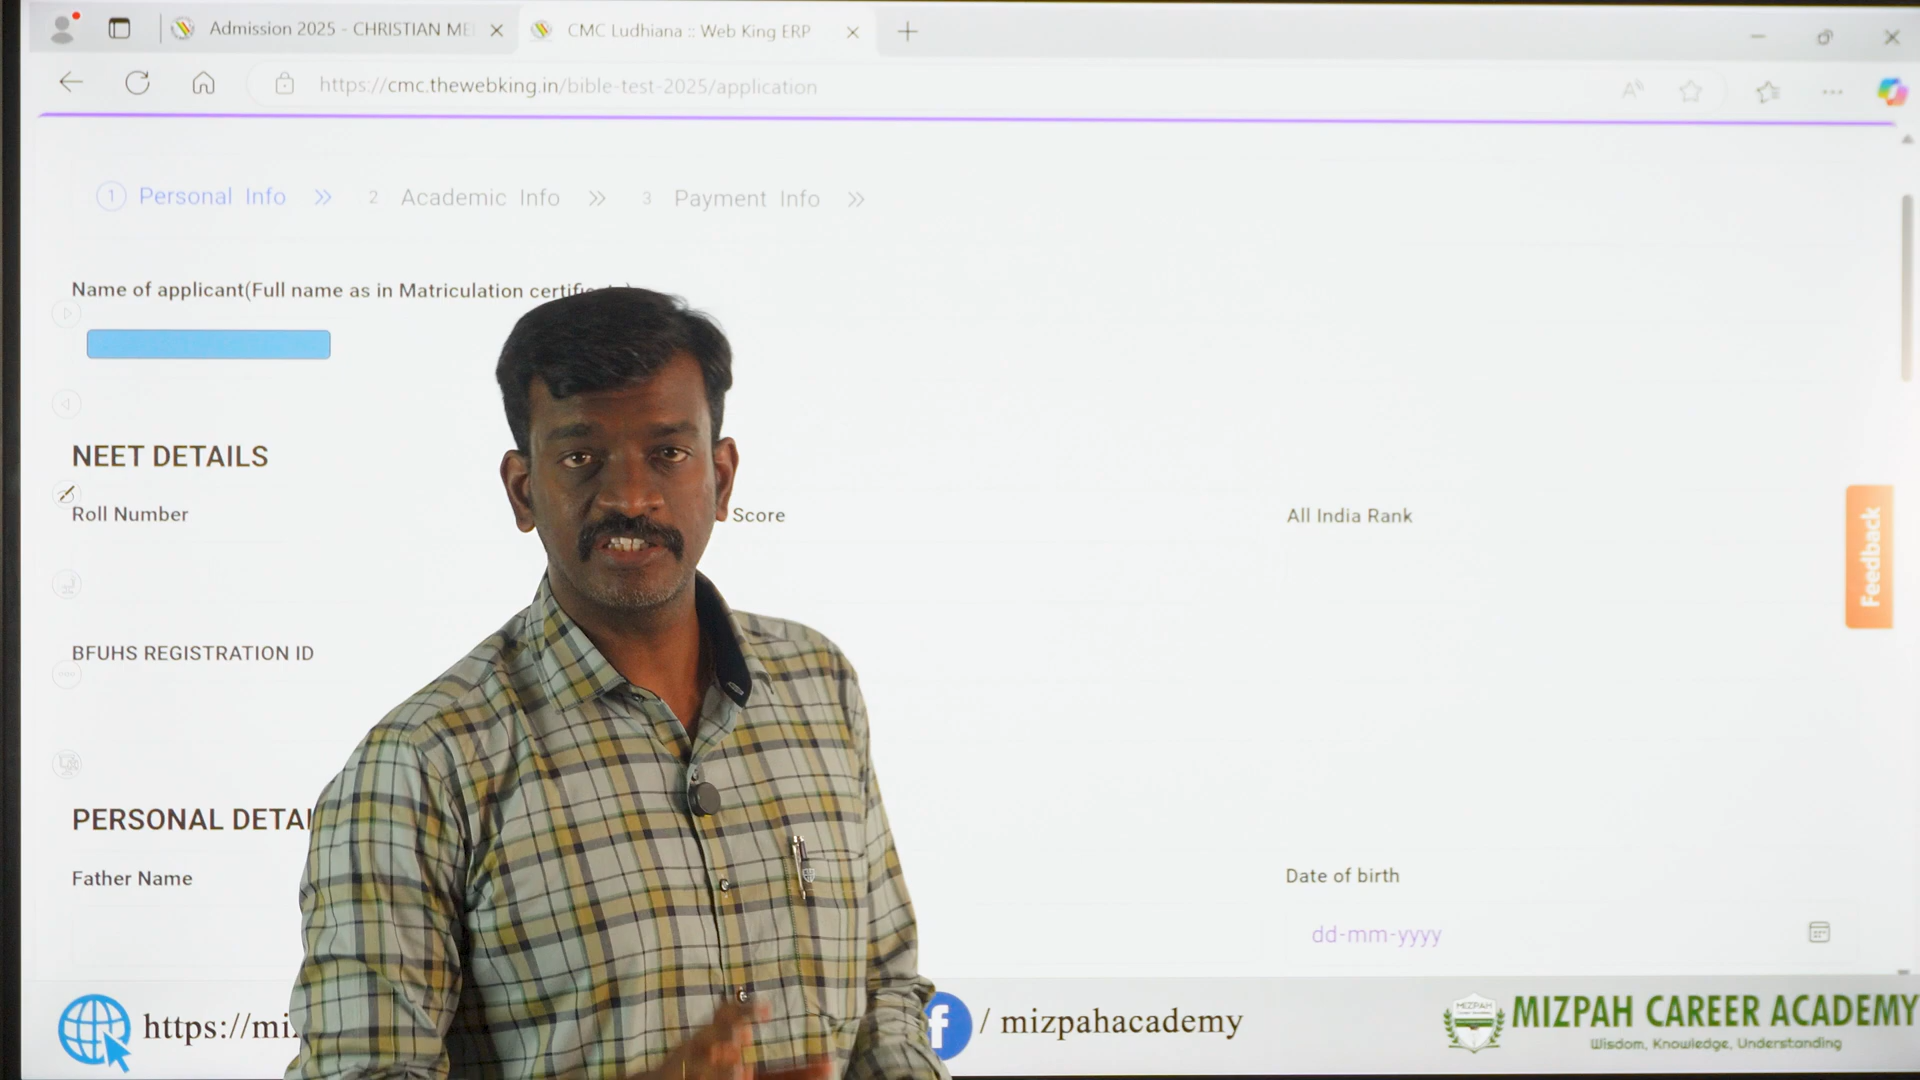 Admission 2025 - CHRISTIAN ME
CMC Ludhiana :: Web King ERP
https://cmc.thewebking.in/bible-test-2025/application
1 Personal Info
2 Academic Info
3 Payment Info
Name of applicant(Full name as in Matriculation
NEET DETAILS
Roll Number
Score
All India Rank
BFUHS REGISTRATION ID
PERSONAL DETAI
Father Name
Date of birth
dd-mm-yyyy
Feedback
https://mi
/ mizpahacademy
MIZPAH
MIZPAH CAREER ACADEMY
Wisdom, Knowledge, Understanding